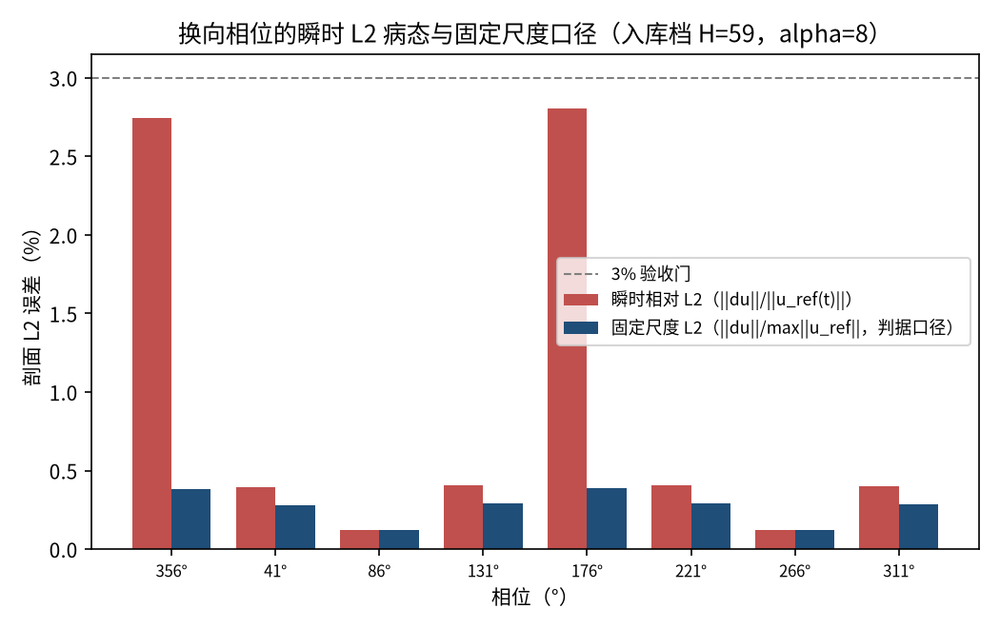 换向相位的瞬时 L2 病态与固定尺度口径（入库档 H=59，alpha=8）
剖面 L2 误差（%）
3.0
2.5
2.0
1.5
1.0
0.5
0.0
3% 验收门
瞬时相对 L2（||du||/||u_ref(t)||）
固定尺度 L2（||du||/max||u_ref||，判据口径）
356° 41° 86° 131° 176° 221° 266° 311°
相位（°）